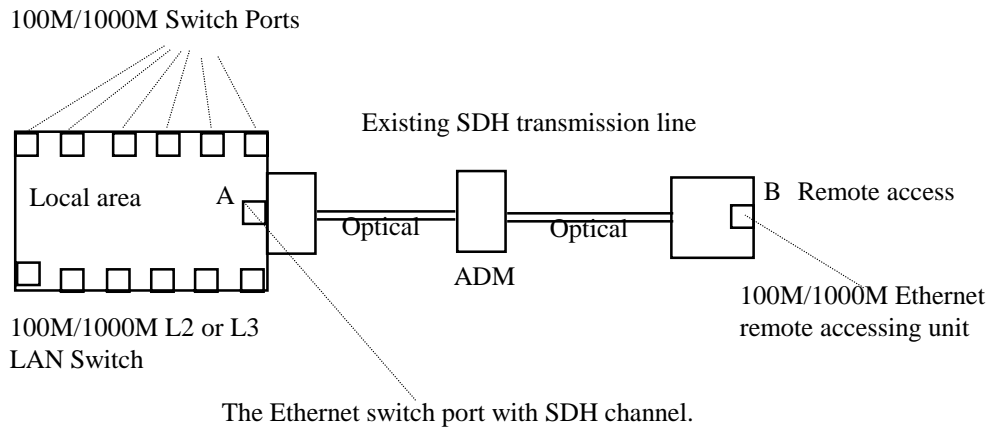 100M/1000M Switch Ports
Existing SDH transmission line
Local area
A
B Remote access
Optical
Optical
ADM
100M/1000M Ethernet
remote accessing unit
100M/1000M L2 or L3
LAN Switch
The Ethernet switch port with SDH channel.